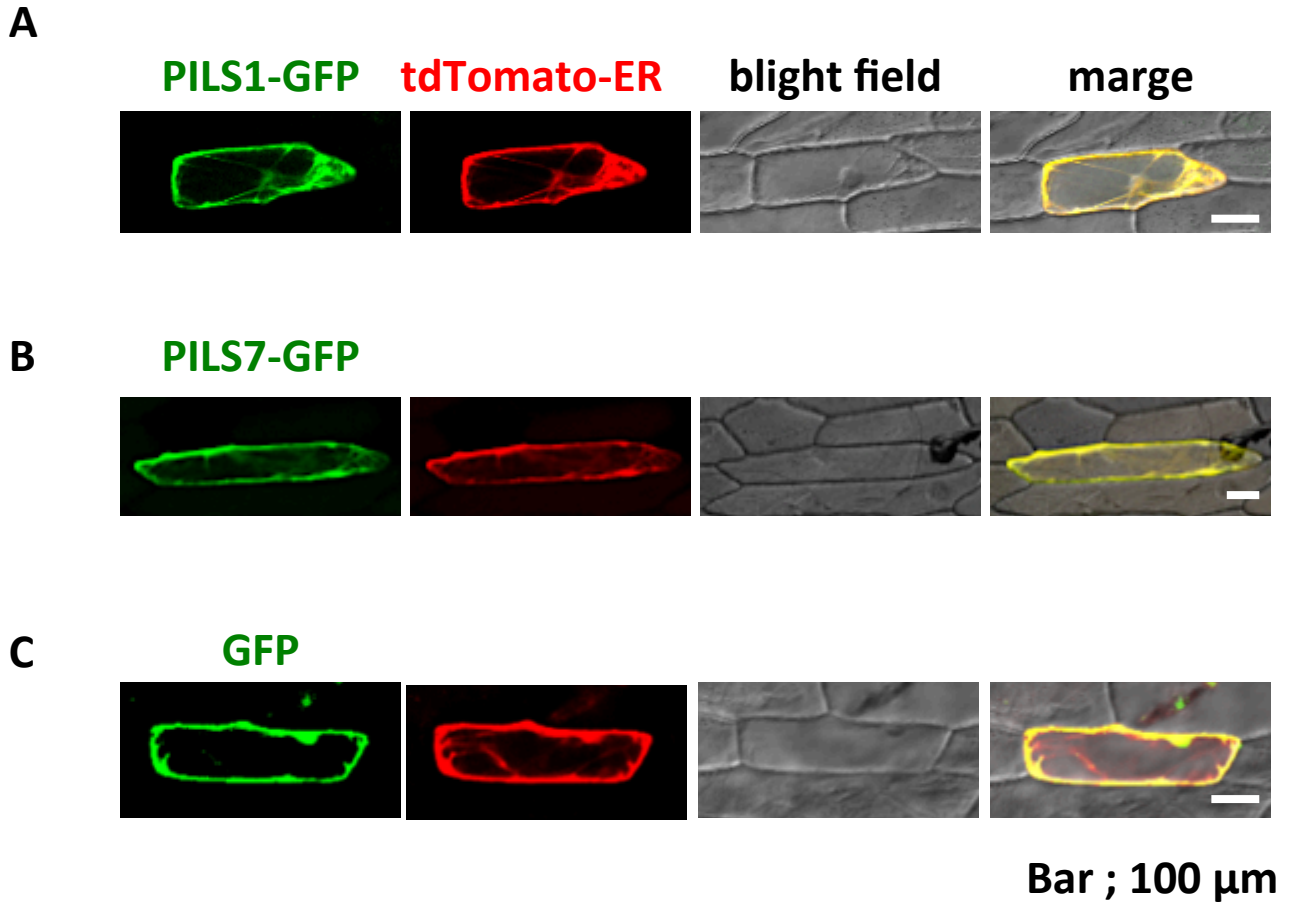 A
PILS1-GFP tdTomato-ER blight field marge
B PILS7-GFP
C GFP
Bar ; 100 μm